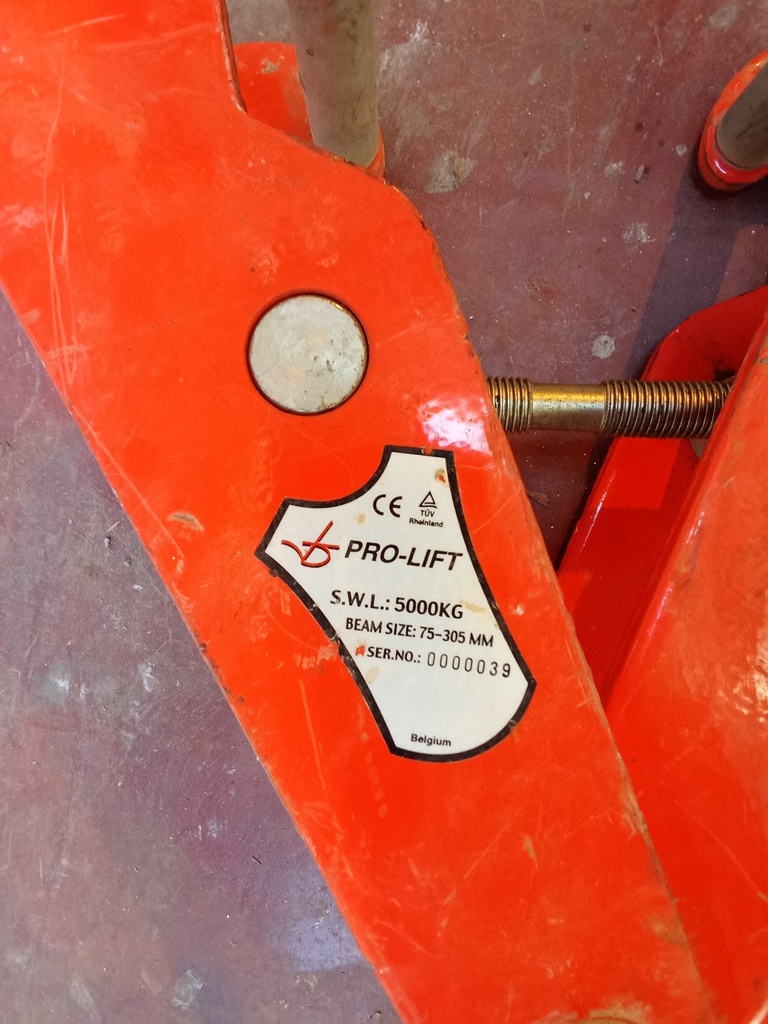 CE
TÜV
Rheinland
PRO-LIFT
S.W.L.: 5000KG
BEAM SIZE: 75-305 MM
SER.NO.: 0000039
Belgium